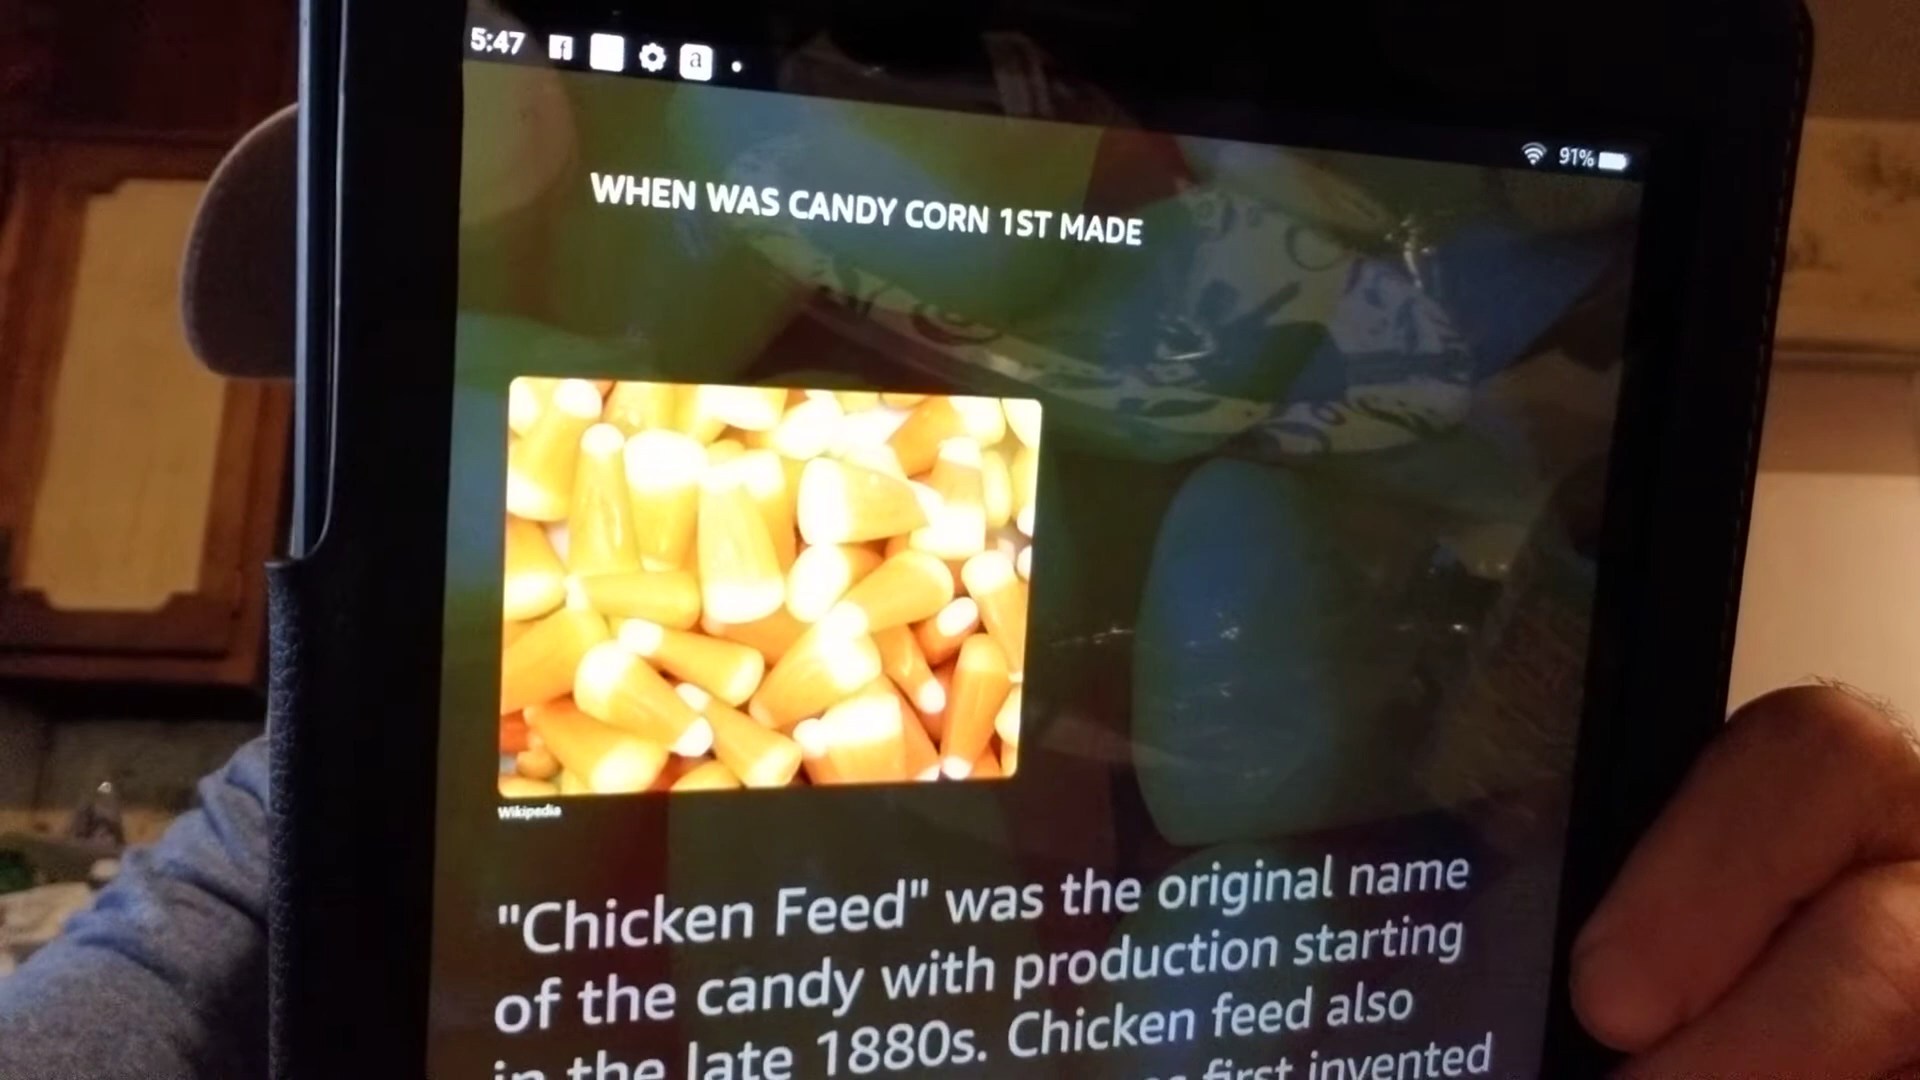 5:47
a
91%
WHEN WAS CANDY CORN 1ST MADE
Wikipedia
"Chicken Feed" was the original name
of the candy with production starting
in the late 1880s. Chicken feed also
first invented